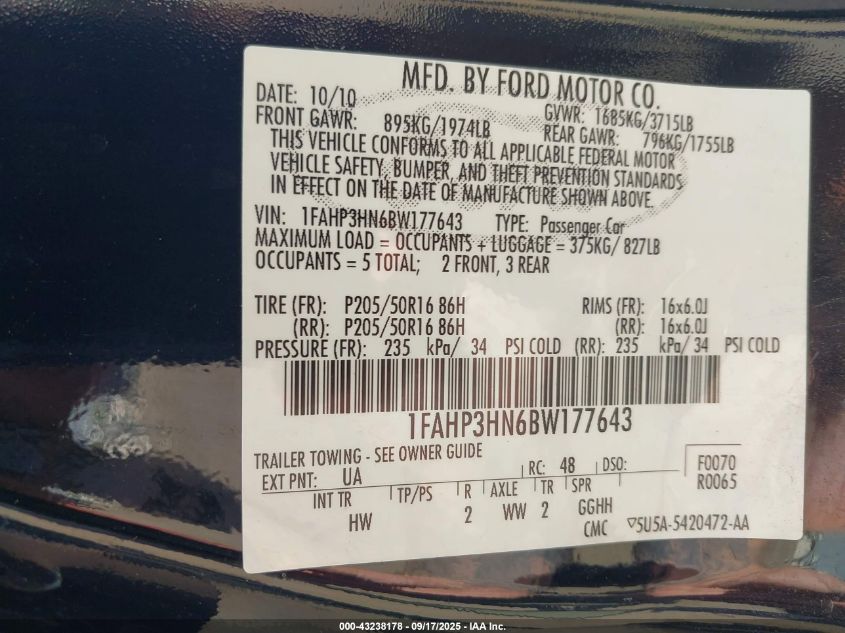 MFD. BY FORD MOTOR CO.
DATE: 10/10 GVWR: 1685KG/3715LB
FRONT GAWR: 895KG/1974LB REAR GAWR: 796KG/1755LB
THIS VEHICLE CONFORMS TO ALL APPLICABLE FEDERAL MOTOR
VEHICLE SAFETY, BUMPER, AND THEFT PREVENTION STANDARDS
IN EFFECT ON THE DATE OF MANUFACTURE SHOWN ABOVE.
VIN: 1FAHP3HN6BW177643 TYPE: Passenger Car
MAXIMUM LOAD = OCCUPANTS + LUGGAGE = 375KG/ 827LB
OCCUPANTS = 5 TOTAL; 2 FRONT, 3 REAR
TIRE (FR): P205/50R16 86H RIMS (FR): 16x6.0J
(RR): P205/50R16 86H (RR): 16x6.0J
PRESSURE (FR): 235 kPa/ 34 PSI COLD (RR): 235 kPa/ 34 PSI COLD
1FAHP3HN6BW177643
TRAILER TOWING - SEE OWNER GUIDE
EXT PNT: UA RC: 48 DSO: F0070
R0065
INT TR TP/PS R AXLE TR SPR
HW 2 WW 2 GGHH
CMC ▽5U5A-5420472-AA
000-43238178 - 09/17/2025 - IAA Inc.